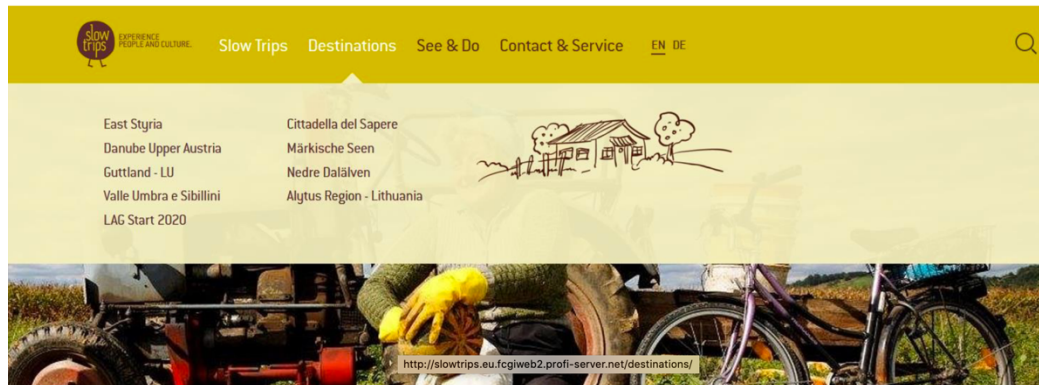 slow
trips
EXPERIENCE
PEOPLE AND CULTURE.
Slow Trips Destinations See & Do Contact & Service EN DE
East Styria
Danube Upper Austria
Guttland - LU
Valle Umbra e Sibillini
LAG Start 2020
Cittadella del Sapere
Märkische Seen
Nedre Dalälven
Alytus Region - Lithuania
http://slowtrips.eu.fcgiweb2.profi-server.net/destinations/